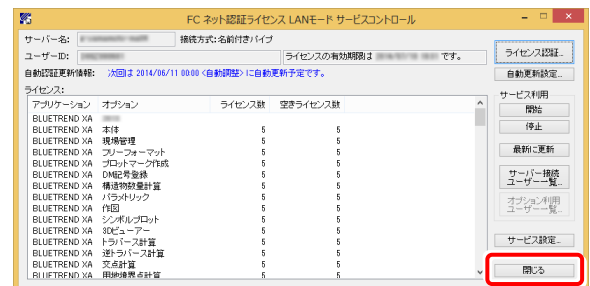 FC ネット認証ライセンス LANモード サービスコントロール
サーバー名: 接続方式:名前付きパイプ
ユーザーID: ライセンスの有効期限は です。
自動認証更新情報: 次回は 2014/06/11 00:00 <自動調整> に自動更新予定です。
ライセンス:
アプリケーション オプション ライセンス数 空きライセンス数
BLUETREND XA
BLUETREND XA 本体 5 5
BLUETREND XA 現場管理 5 5
BLUETREND XA フリーフォーマット 5 5
BLUETREND XA プロットマーク作成 5 5
BLUETREND XA DM記号登録 5 5
BLUETREND XA 構造物数量計算 5 5
BLUETREND XA パラメトリック 5 5
BLUETREND XA 作図 5 5
BLUETREND XA シンボルプロット 5 5
BLUETREND XA 3Dビューアー 5 5
BLUETREND XA トラバース計算 5 5
BLUETREND XA 逆トラバース計算 5 5
BLUETREND XA 交点計算 5 5
BLUETREND XA 用地境界点計算 5 5
ライセンス認証...
自動更新設定...
サービス利用
開始
停止
最新に更新
サーバー接続
ユーザー一覧...
オプション利用
ユーザー一覧...
サービス設定...
閉じる